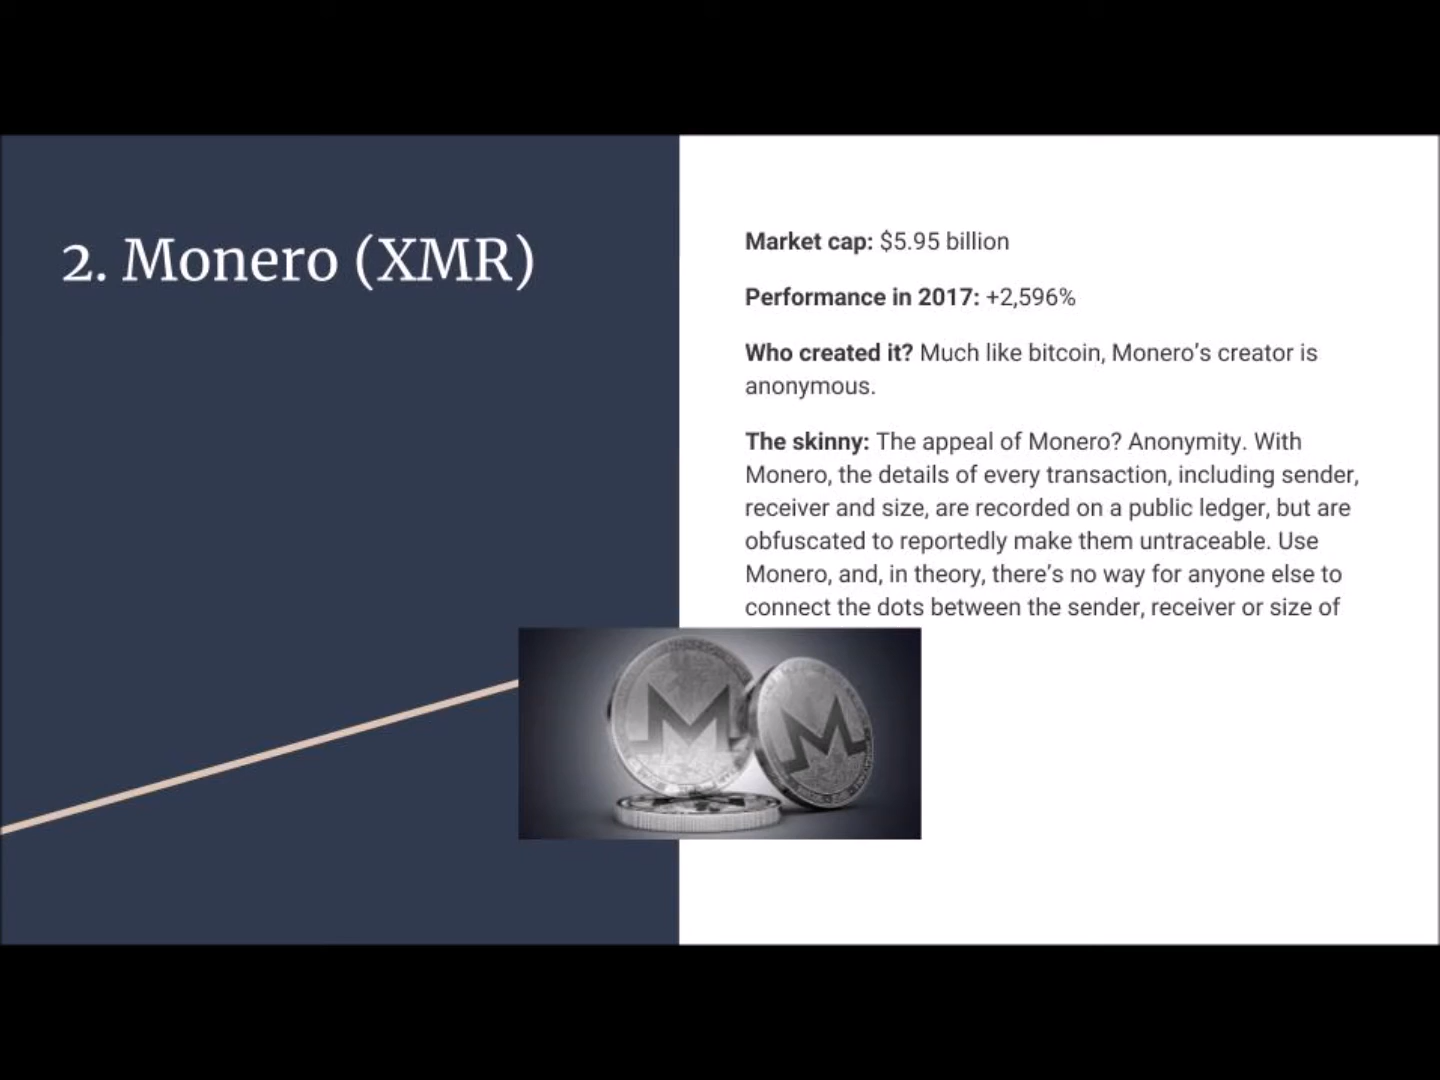 2. Monero (XMR)
Market cap: $5.95 billion
Performance in 2017: +2,596%
Who created it? Much like bitcoin, Monero's creator is
anonymous.
The skinny: The appeal of Monero? Anonymity. With
Monero, the details of every transaction, including sender,
receiver and size, are recorded on a public ledger, but are
obfuscated to reportedly make them untraceable. Use
Monero, and, in theory, there's no way for anyone else to
connect the dots between the sender, receiver or size of